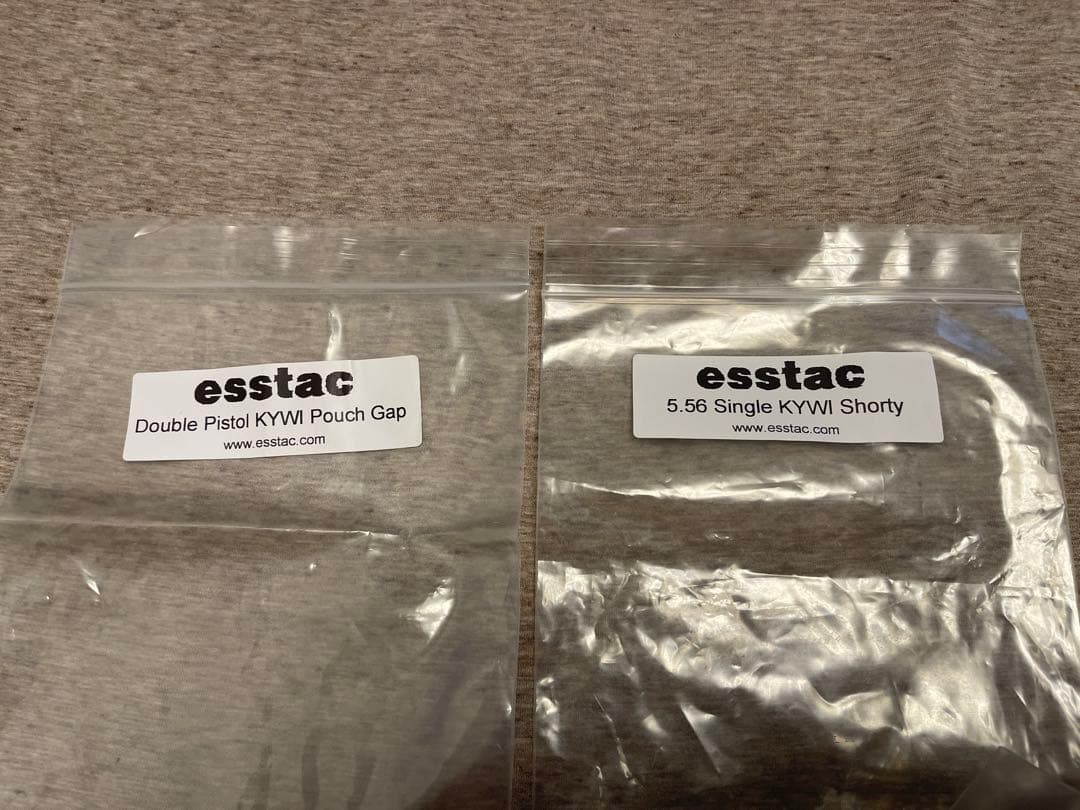 esstac
Double Pistol KYWI Pouch Gap
www.esstac.com
esstac
5.56 Single KYWI Shorty
www.esstac.com